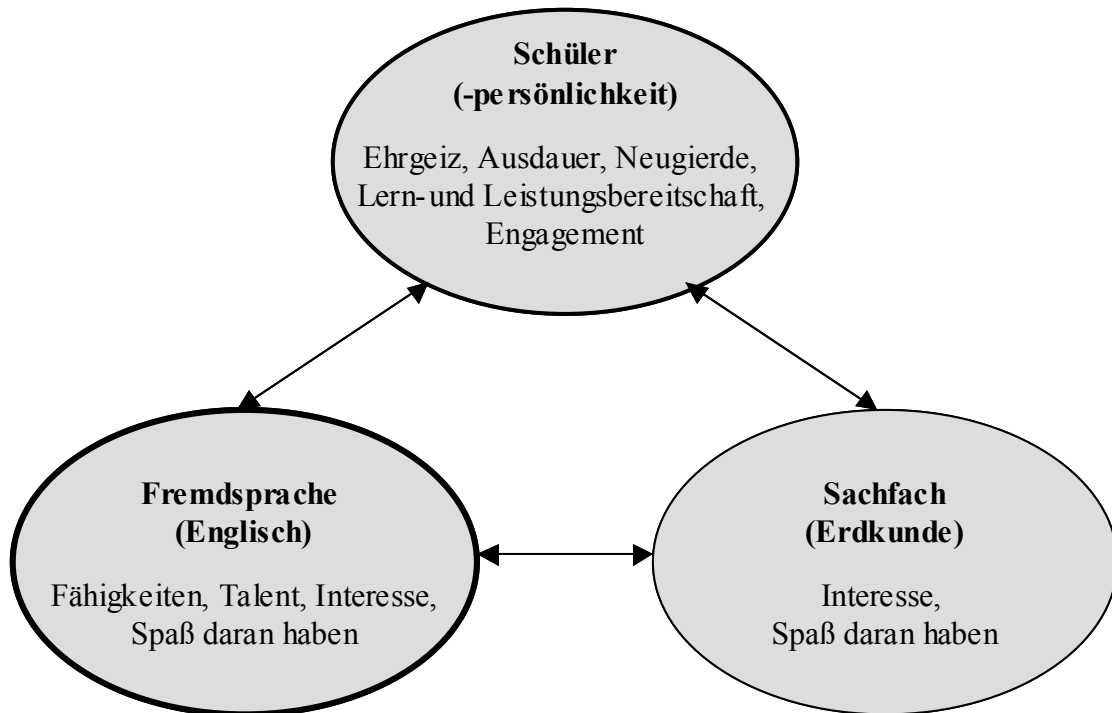 Schüler
(-persönlichkeit)
Ehrgeiz, Ausdauer, Neugierde,
Lern- und Leistungsbereitschaft,
Engagement
Fremdsprache
(Englisch)
Fähigkeiten, Talent, Interesse,
Spaß daran haben
Sachfach
(Erdkunde)
Interesse,
Spaß daran haben